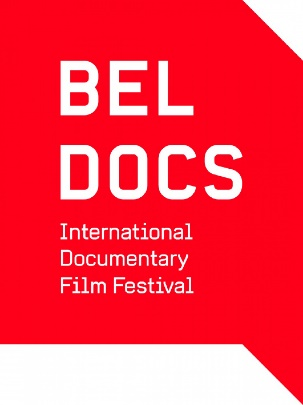 BEL
DOCS
International
Documentary
Film Festival